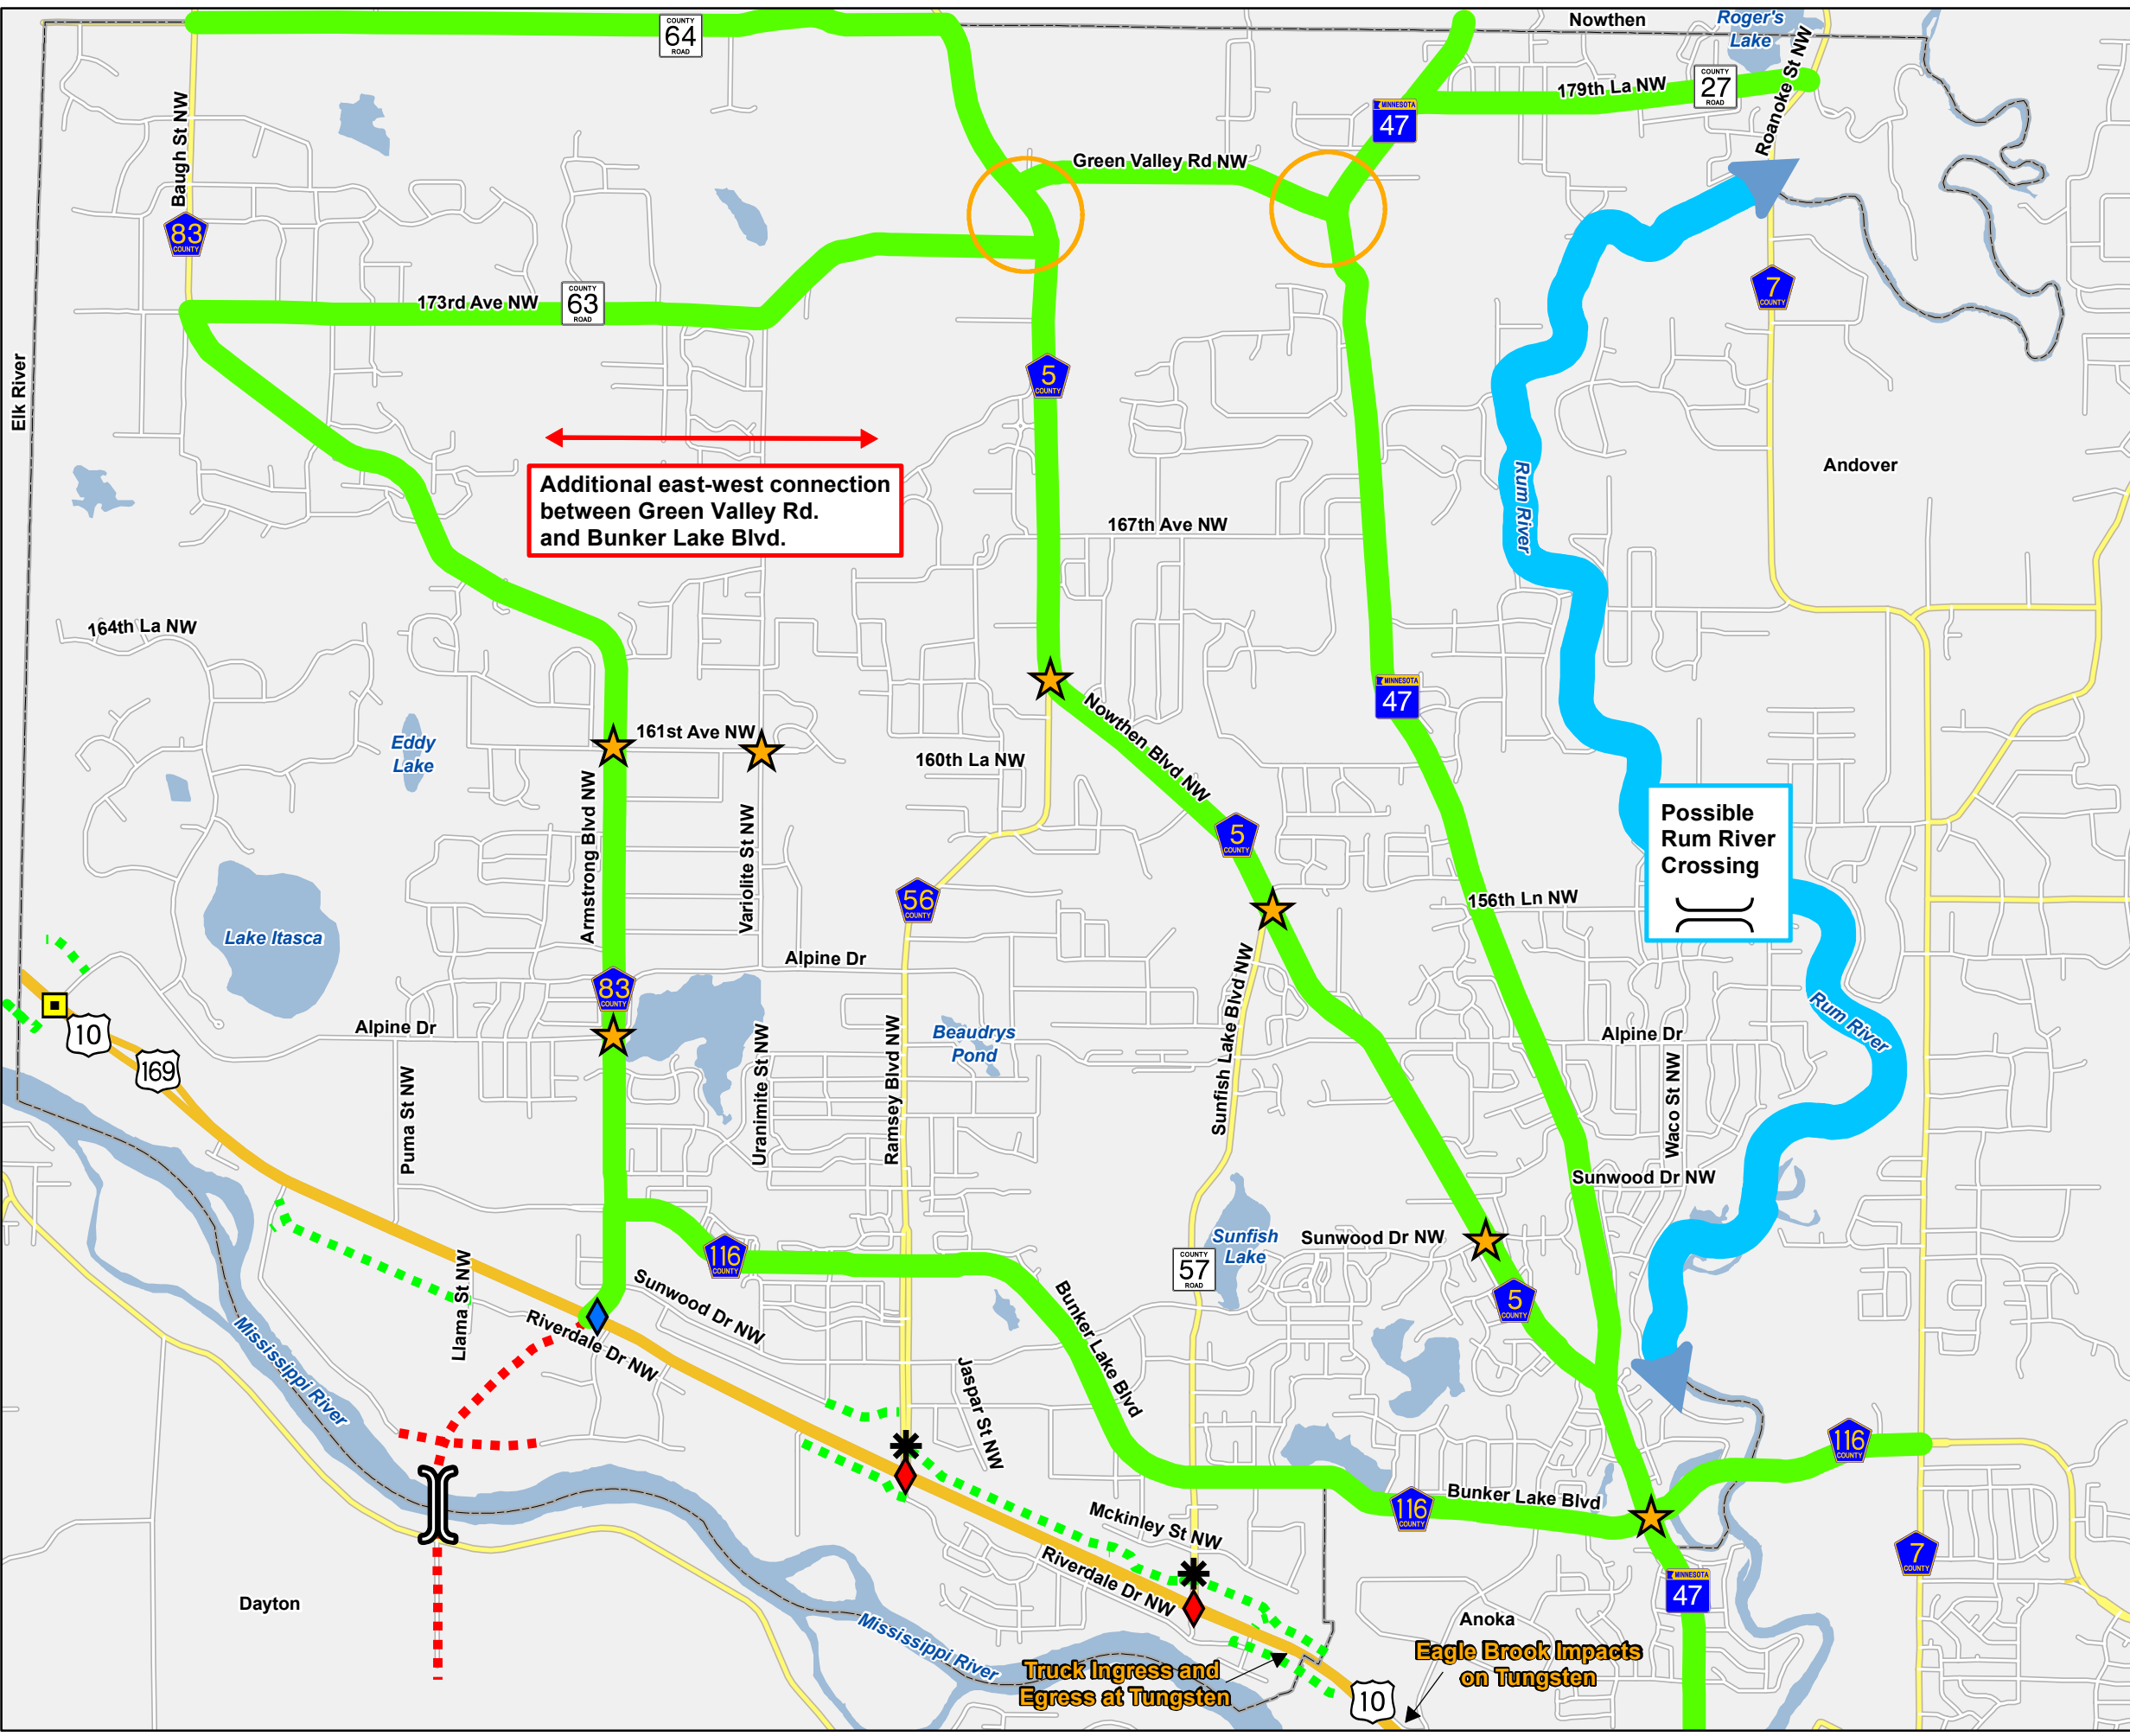 Nowthen
Roger's
Lake
COUNTY
64
ROAD
179th La NW
COUNTY
27
ROAD
Roanoke St NW
MINNESOTA
47
Baugh St NW
Green Valley Rd NW
83
COUNTY
173rd Ave NW
COUNTY
63
ROAD
7
COUNTY
Elk River
5
COUNTY
Additional east-west connection
between Green Valley Rd.
and Bunker Lake Blvd.
Andover
Rum River
167th Ave NW
164th La NW
MINNESOTA
47
Nowthen Blvd NW
161st Ave NW
Eddy
Lake
160th La NW
Armstrong Blvd NW
Variolite St NW
5
COUNTY
Possible
Rum River
Crossing
56
COUNTY
156th Ln NW
Lake Itasca
Alpine Dr
83
COUNTY
Sunfish Lake Blvd NW
Rum River
10
169
Alpine Dr
Uranimite St NW
Ramsey Blvd NW
Beaudrys
Pond
Alpine Dr
Puma St NW
Waco St NW
Sunwood Dr NW
116
COUNTY
Sunfish
Lake
Sunwood Dr NW
COUNTY
57
ROAD
5
COUNTY
Llama St NW
Sunwood Dr NW
Riverdale Dr NW
Bunker Lake Blvd
Mississippi River
Jaspar St NW
116
COUNTY
Bunker Lake Blvd
116
COUNTY
Mckinley St NW
Riverdale Dr NW
7
COUNTY
MINNESOTA
47
Dayton
Anoka
Mississippi River
Truck Ingress and
Egress at Tungsten
Eagle Brook Impacts
on Tungsten
10